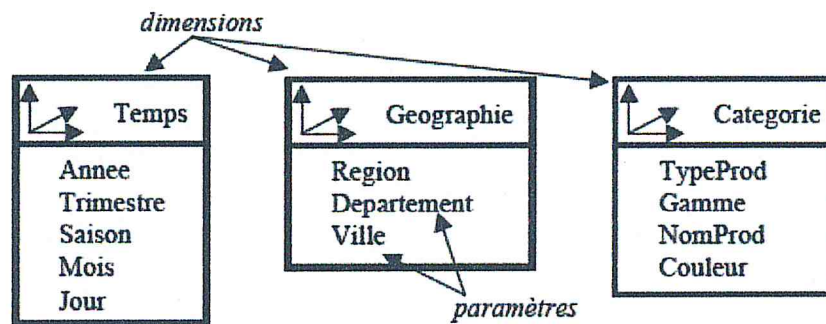 dimensions
Temps
Annee
Trimestre
Saison
Mois
Jour
Geographie
Region
Departement
Ville
Categorie
TypeProd
Gamme
NomProd
Couleur
paramètres